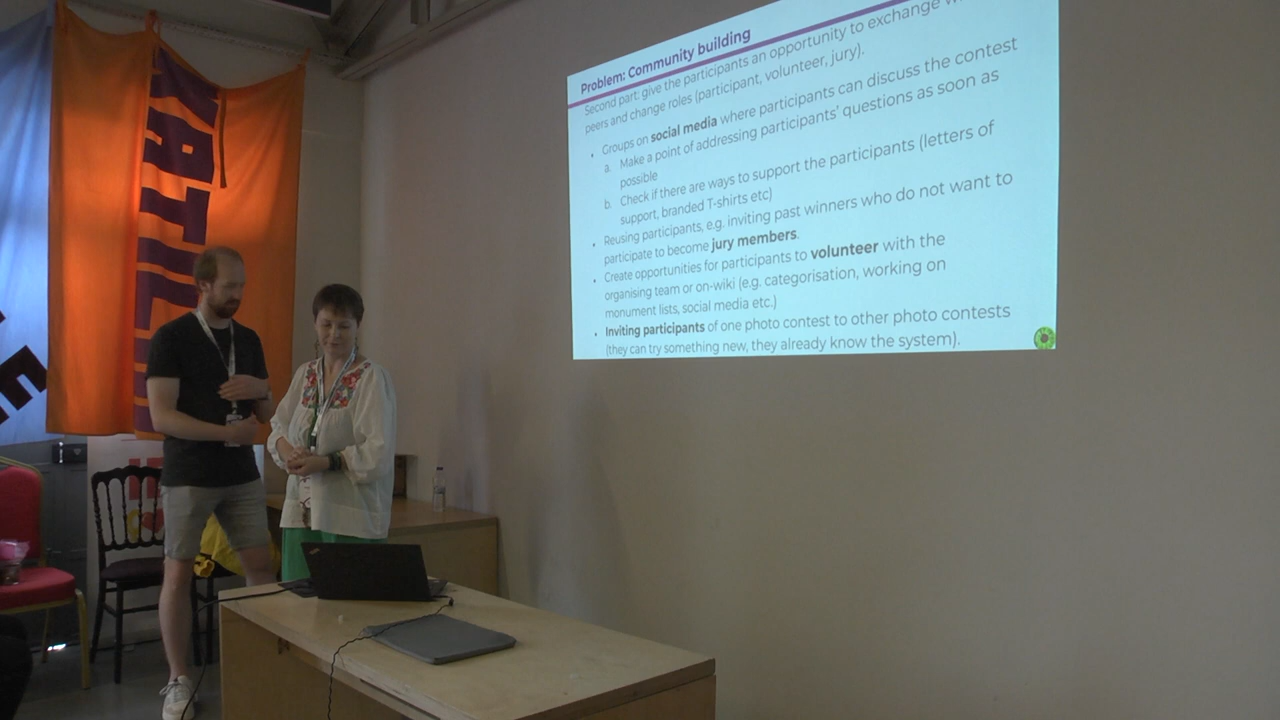 Problem: Community building
Second part: give the participants an opportunity to exchange
peers and change roles (participant, volunteer, jury).
• Groups on social media where participants can discuss the contest
a. Make a point of addressing participants' questions as soon as
possible
b. Check if there are ways to support the participants (letters of
support, branded T-shirts etc)
• Reusing participants, e.g. inviting past winners who do not want to
participate to become jury members.
• Create opportunities for participants to volunteer with the
organising team or on-wiki (e.g. categorisation, working on
monument lists, social media etc.)
• Inviting participants of one photo contest to other photo contests
(they can try something new, they already know the system).